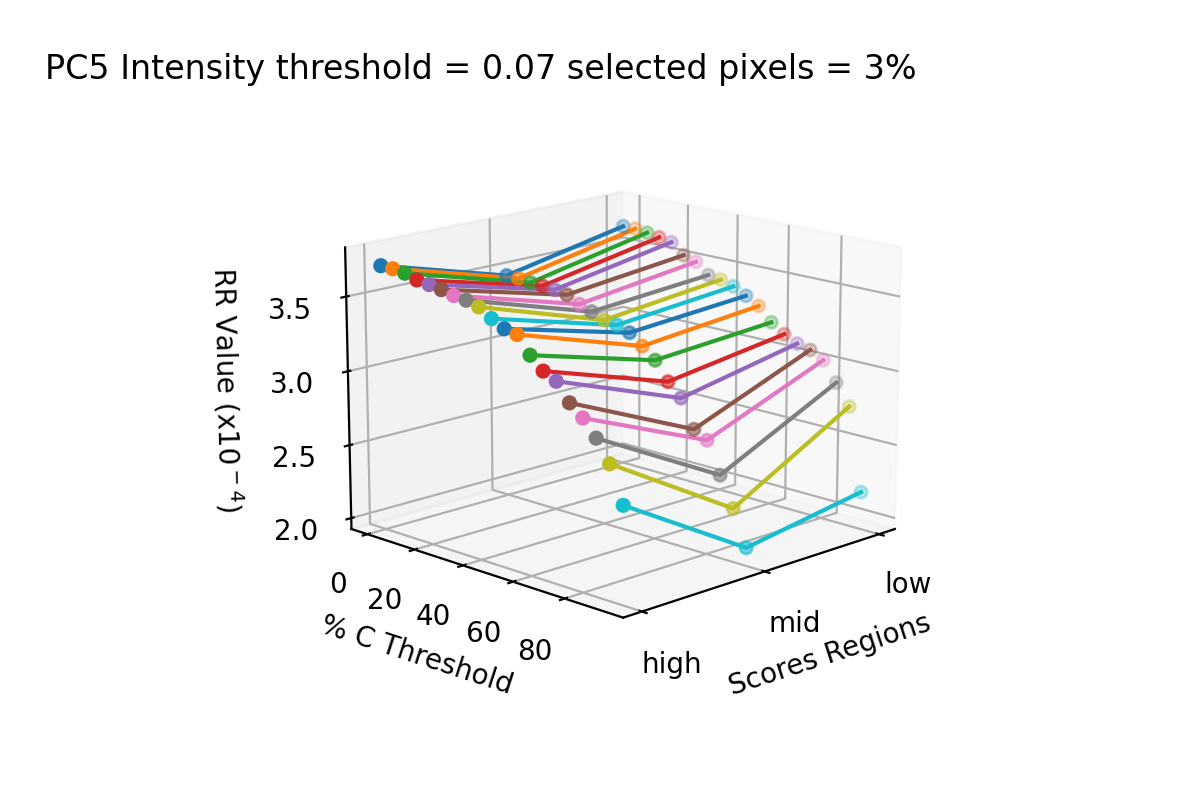 PC5 Intensity threshold = 0.07 selected pixels = 3%
RR Value (x10⁻⁴)
3.5
3.0
2.5
2.0
0
20
40
60
80
% C Threshold
high
mid
low
Scores Regions